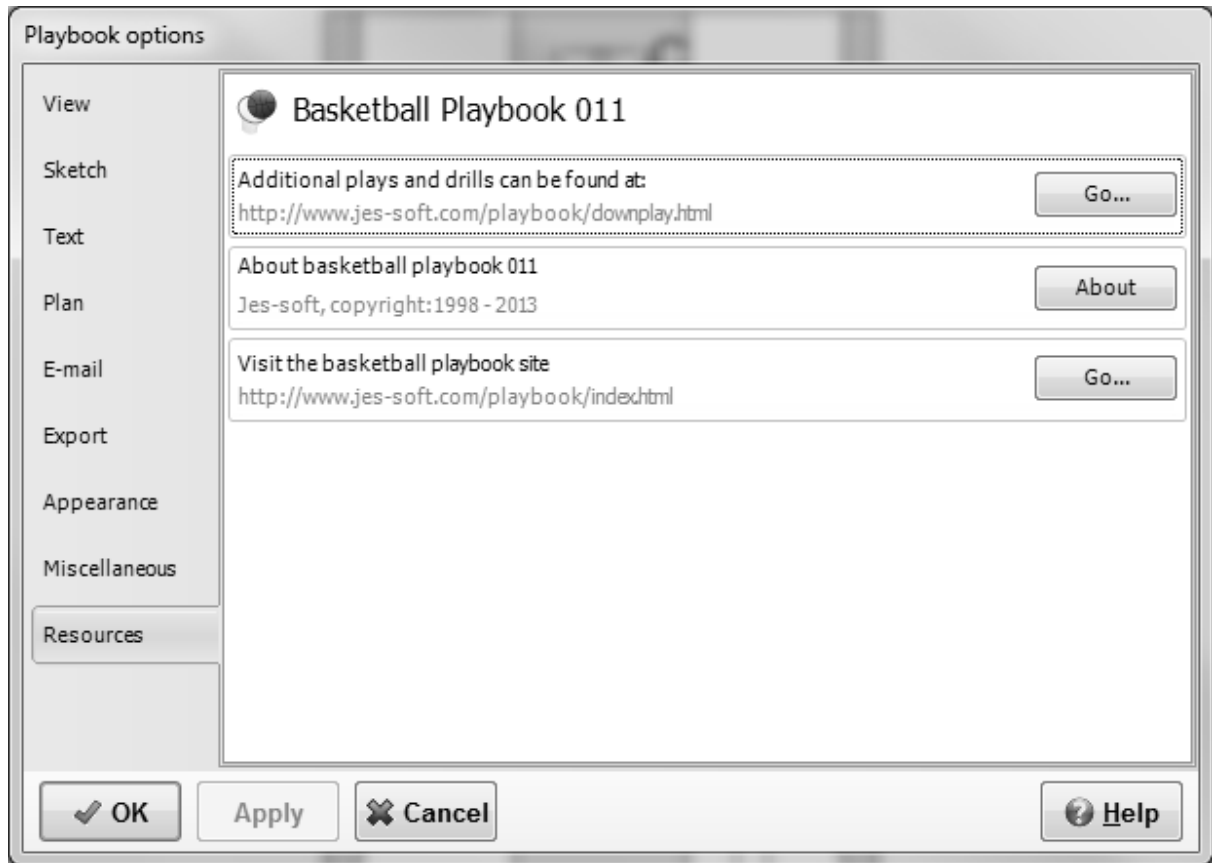 Playbook options
View
Sketch
Text
Plan
E-mail
Export
Appearance
Miscellaneous
Resources
Basketball Playbook 011
Additional plays and drills can be found at:
http://www.jes-soft.com/playbook/downplay.html
Go...
About basketball playbook 011
Jes-soft, copyright:1998 - 2013
About
Visit the basketball playbook site
http://www.jes-soft.com/playbook/index.html
Go...
OK
Apply
Cancel
Help